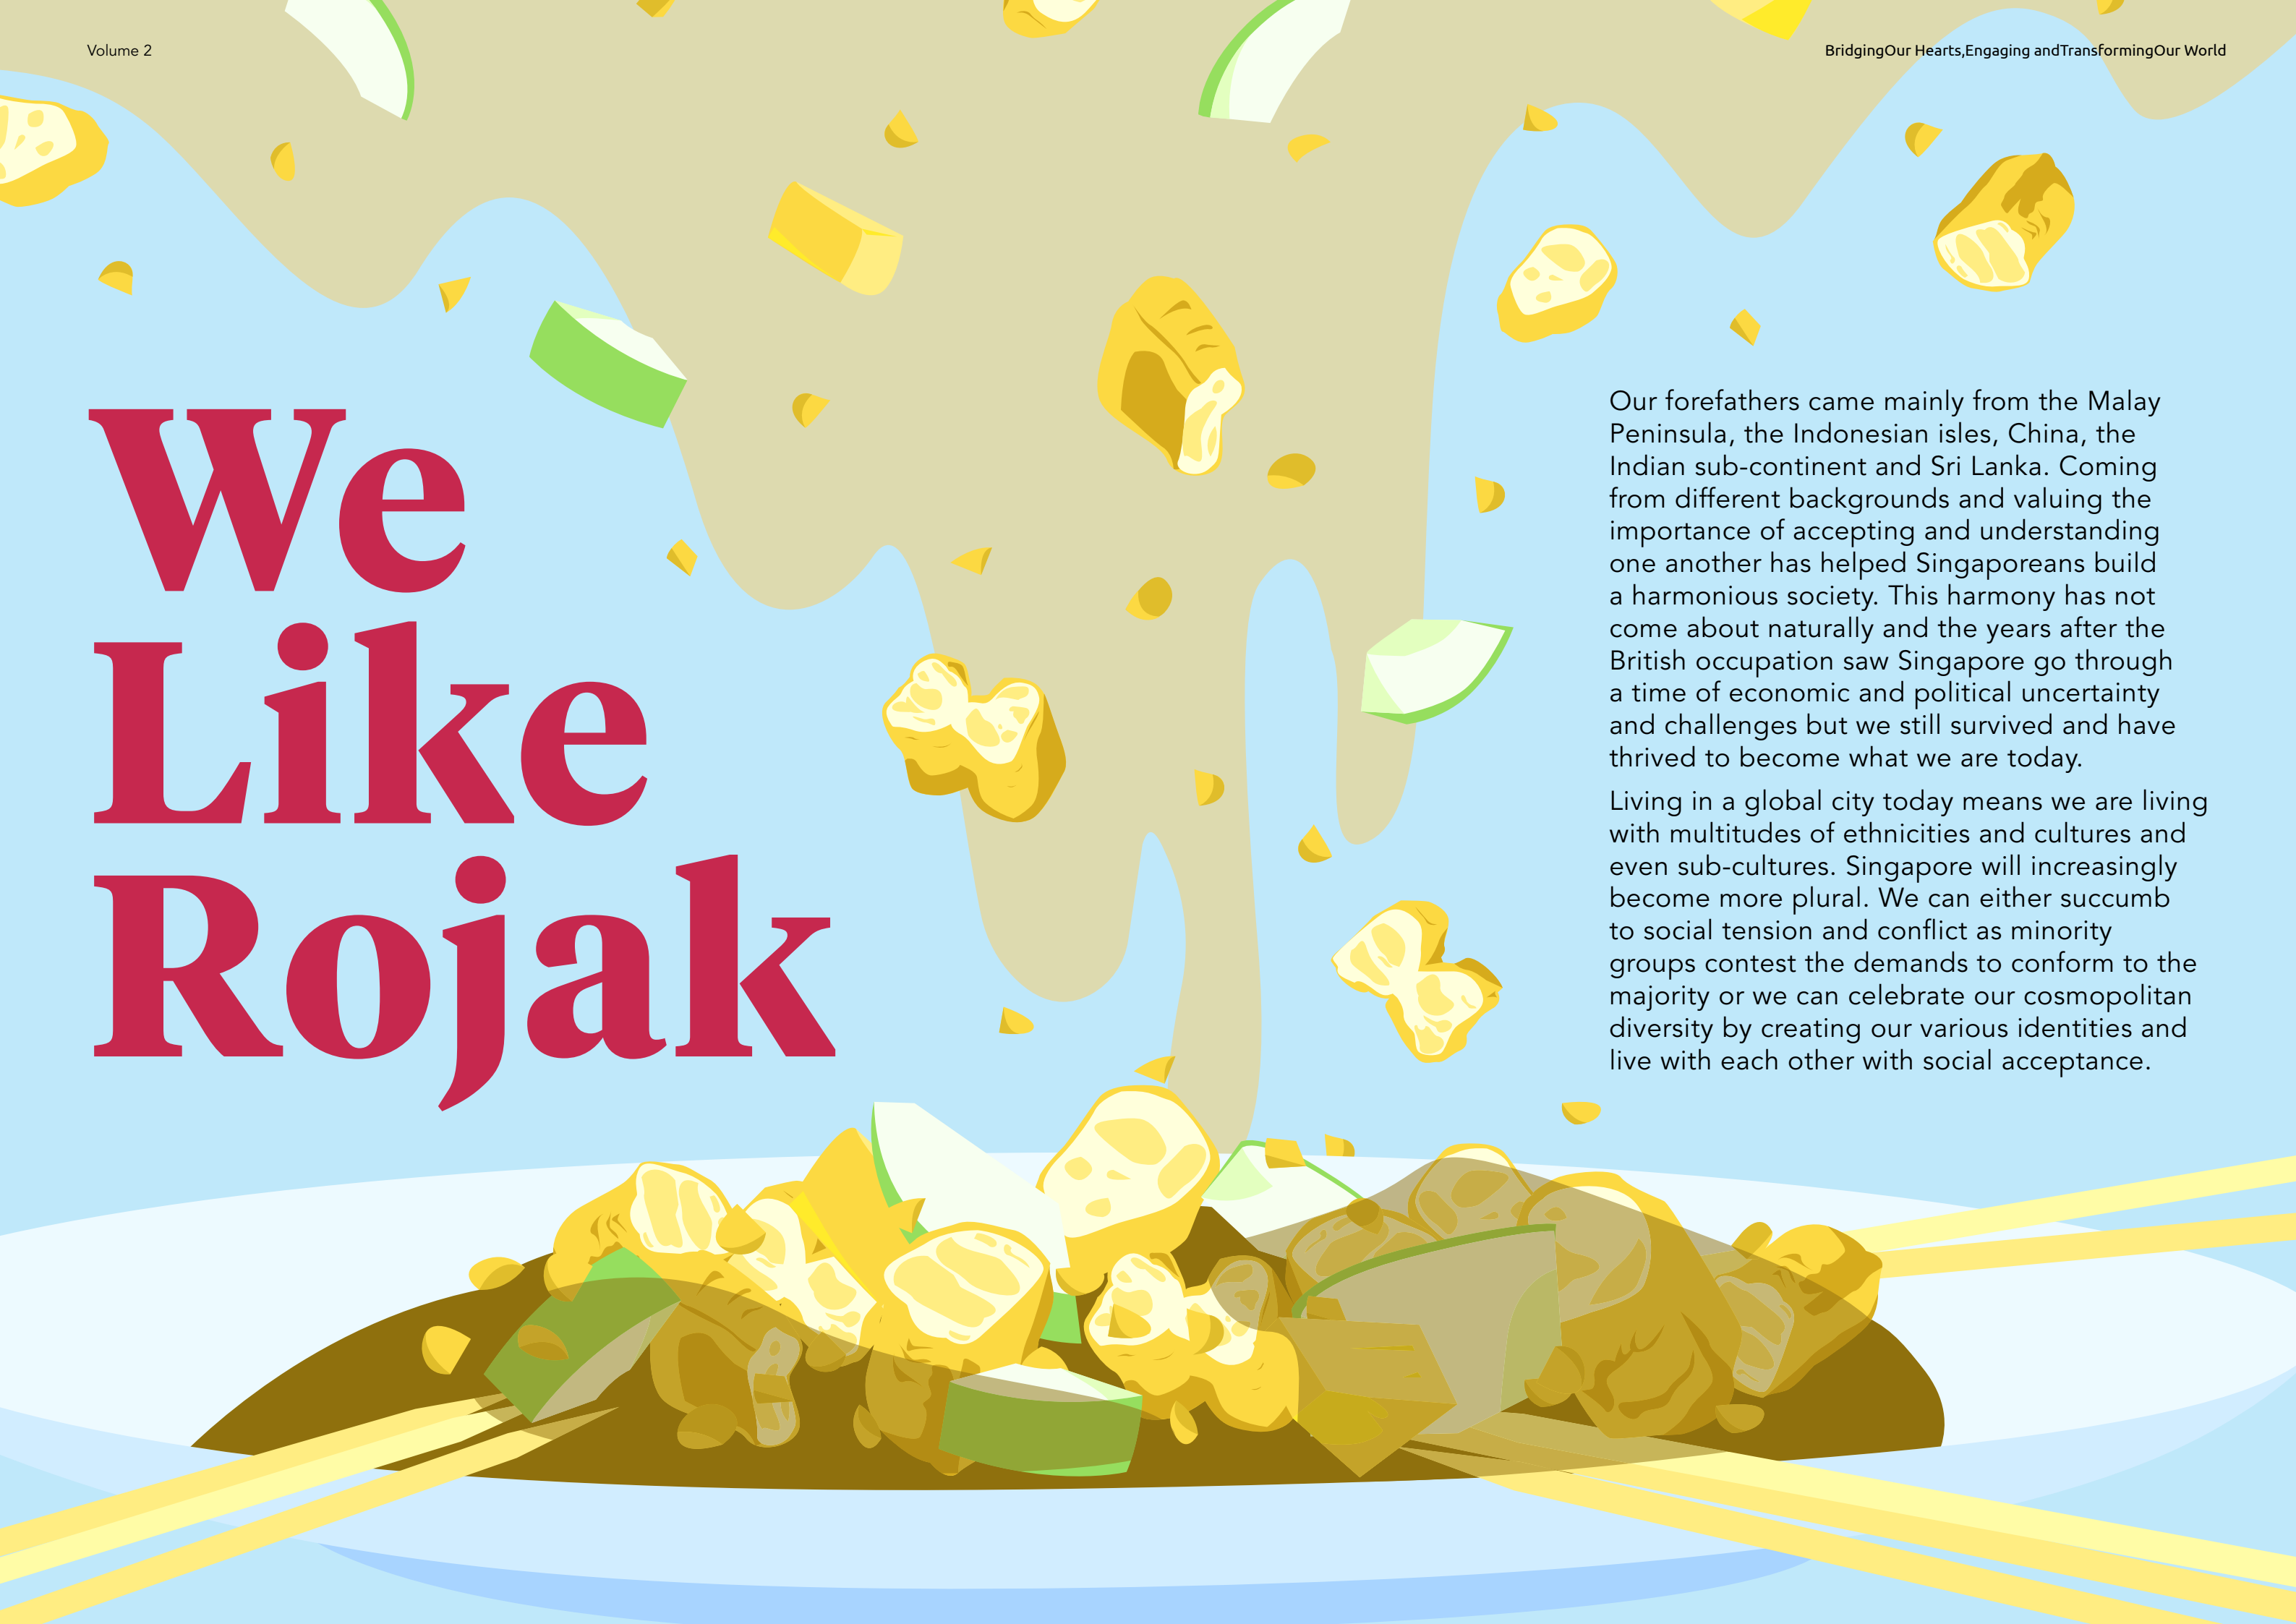 Volume 2
BridgingOur Hearts,Engaging andTransformingOur World
We
Like
Rojak
Our forefathers came mainly from the Malay
Peninsula, the Indonesian isles, China, the
Indian sub-continent and Sri Lanka. Coming
from different backgrounds and valuing the
importance of accepting and understanding
one another has helped Singaporeans build
a harmonious society. This harmony has not
come about naturally and the years after the
British occupation saw Singapore go through
a time of economic and political uncertainty
and challenges but we still survived and have
thrived to become what we are today.
Living in a global city today means we are living
with multitudes of ethnicities and cultures and
even sub-cultures. Singapore will increasingly
become more plural. We can either succumb
to social tension and conflict as minority
groups contest the demands to conform to the
majority or we can celebrate our cosmopolitan
diversity by creating our various identities and
live with each other with social acceptance.